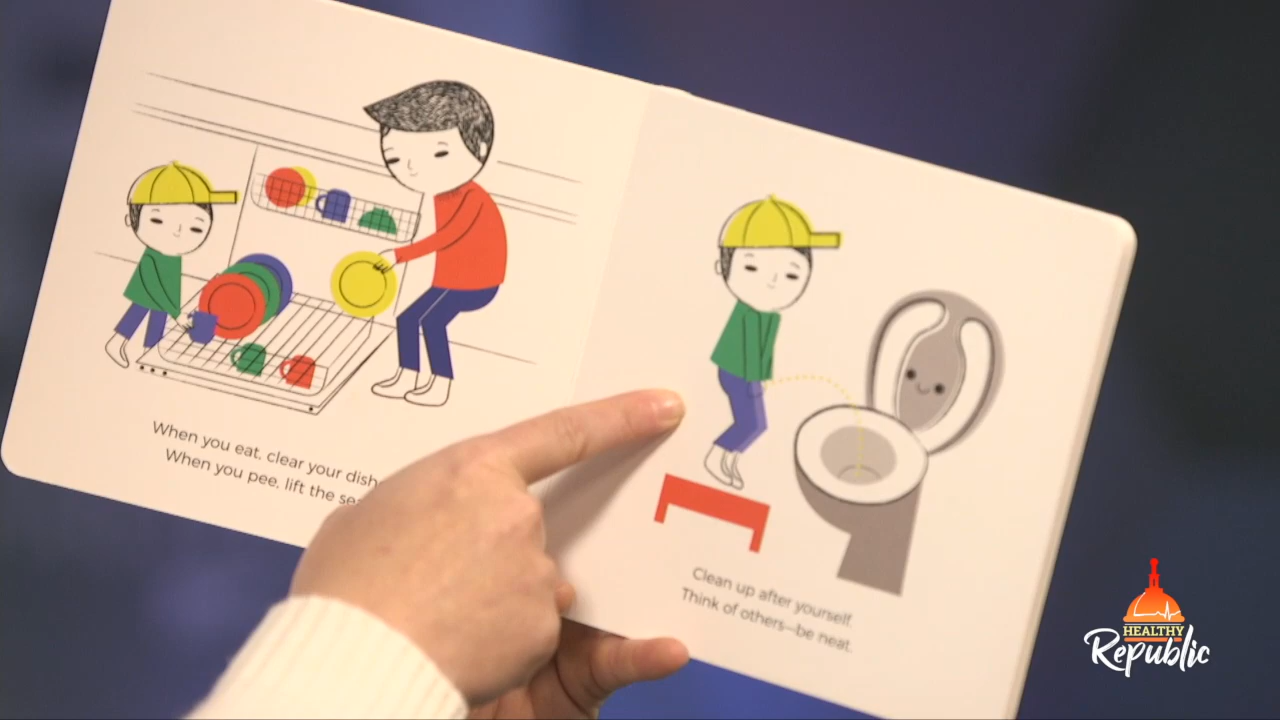 When you eat, clear your dish.
When you pee, lift the
Clean up after yourself.
Think of others—be neat.
HEALTHY
Republic